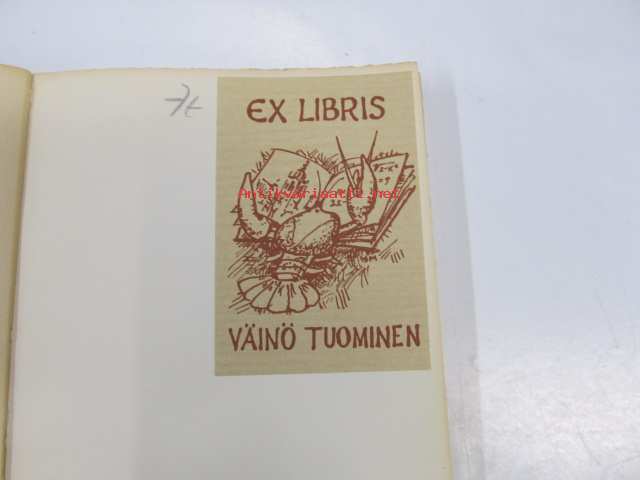 EX LIBRIS
Antikvariaatti.net
VÄINÖ TUOMINEN